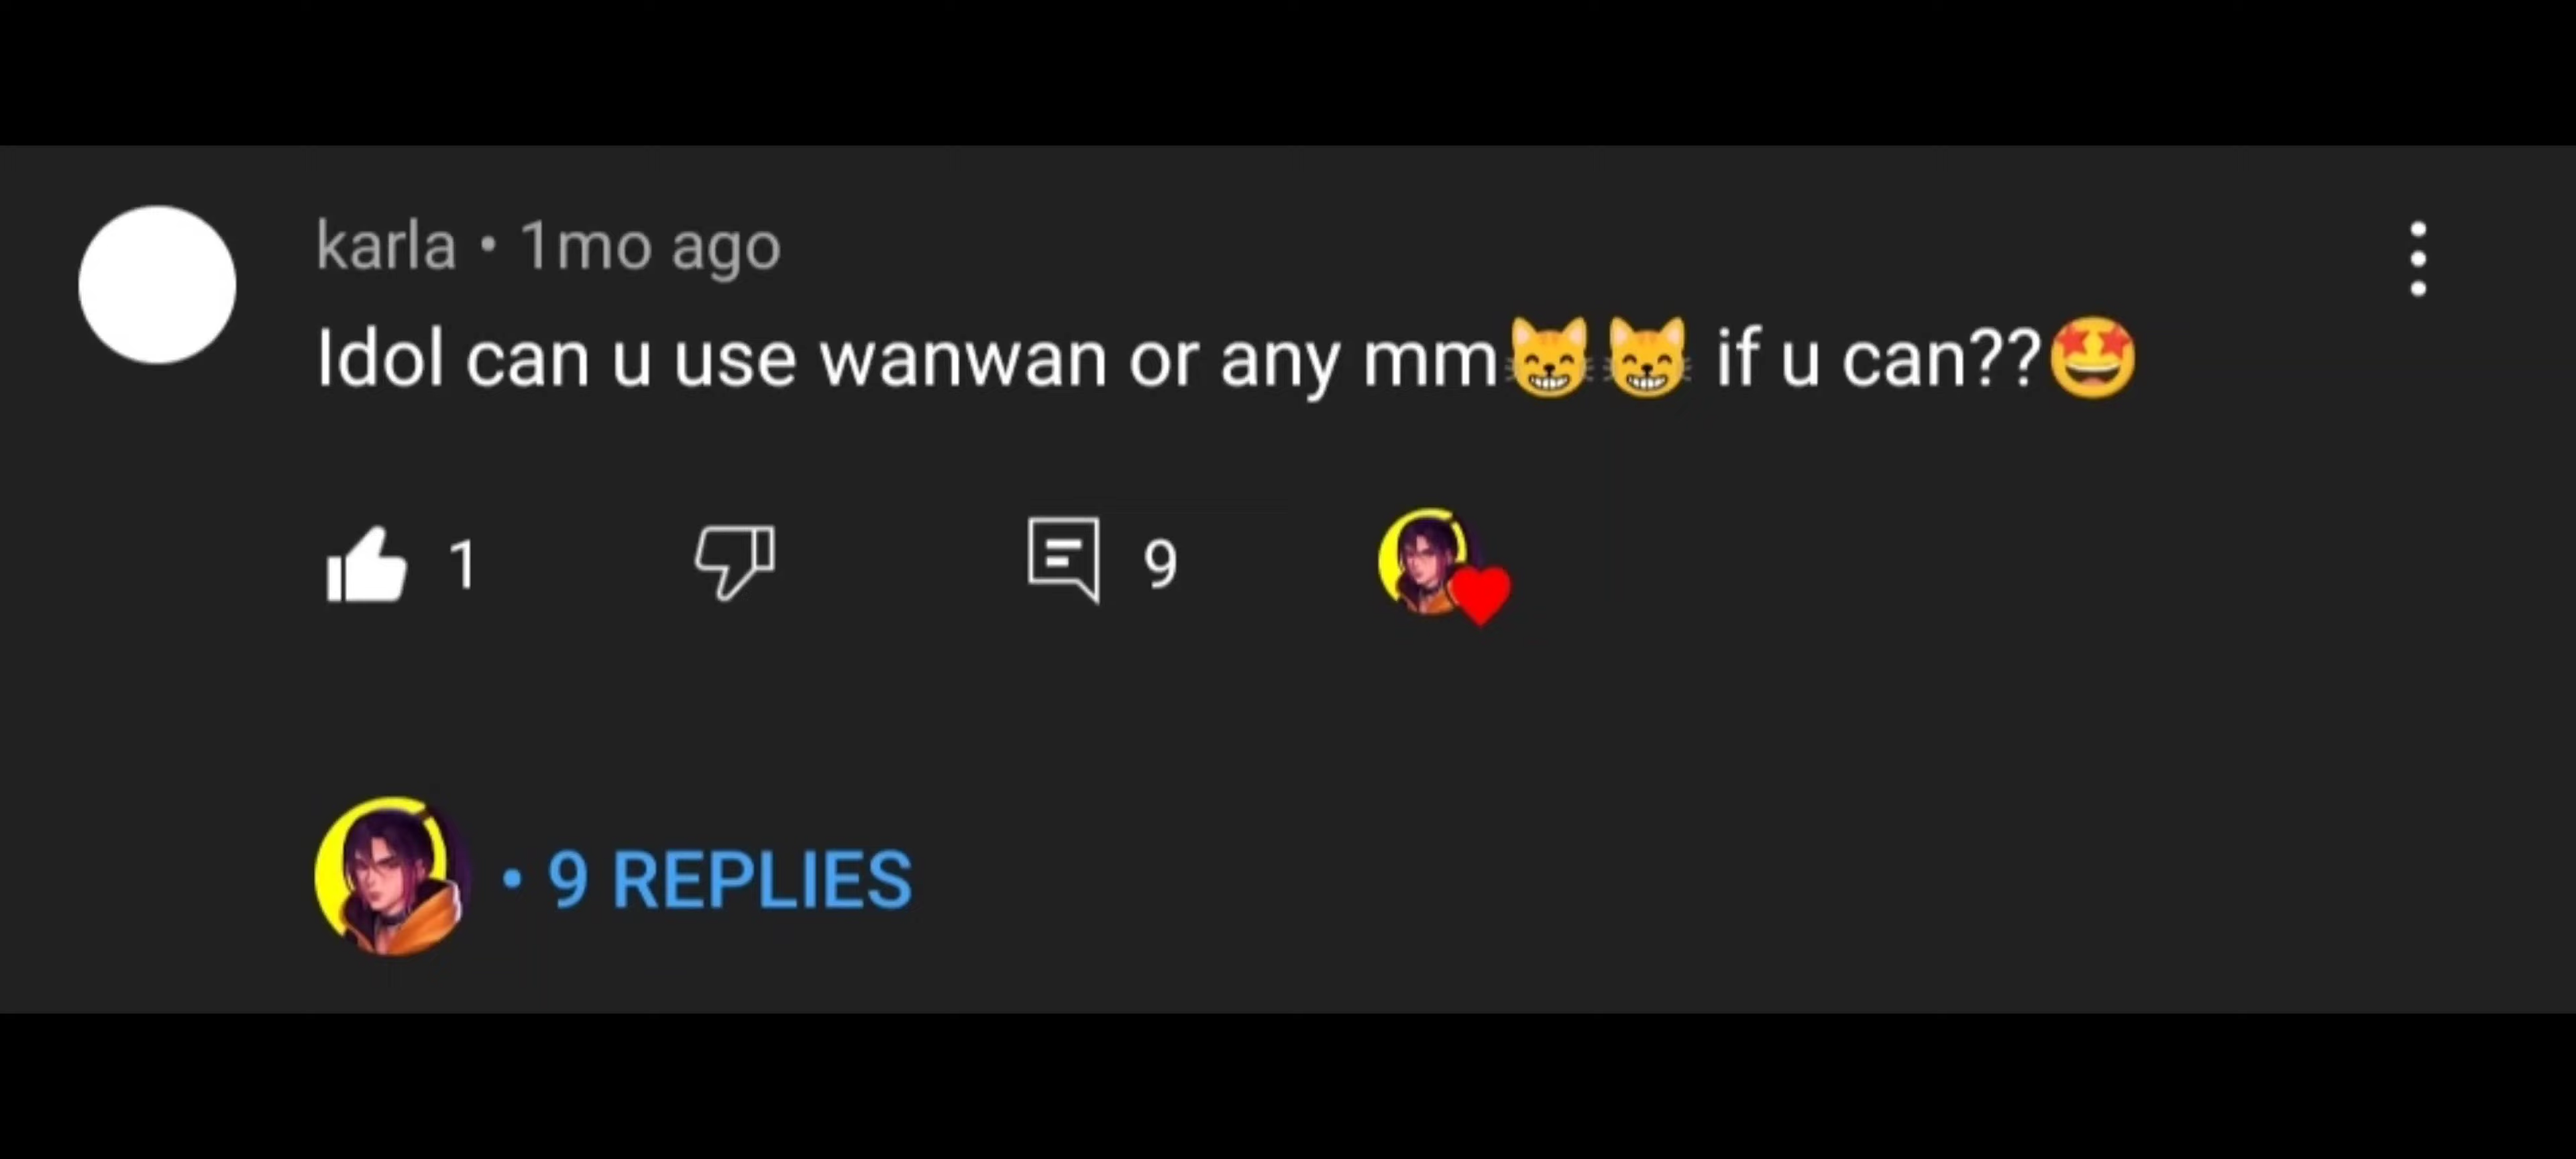 karla • 1mo ago
Idol can u use wanwan or any mm😸😸 if u can??🤩
1 9
• 9 REPLIES